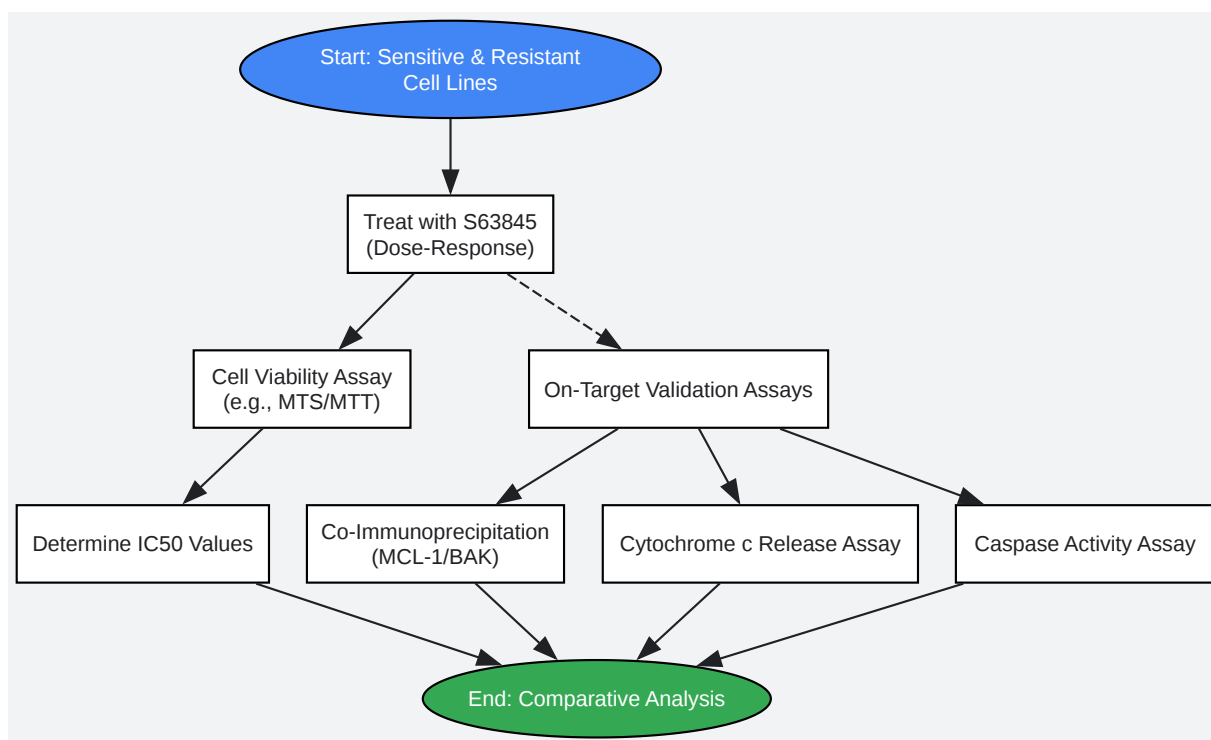 Start: Sensitive & Resistant
Cell Lines
Treat with S63845
(Dose-Response)
Cell Viability Assay
(e.g., MTS/MTT)
On-Target Validation Assays
Determine IC50 Values
Co-Immunoprecipitation
(MCL-1/BAK)
Cytochrome c Release Assay
Caspase Activity Assay
End: Comparative Analysis